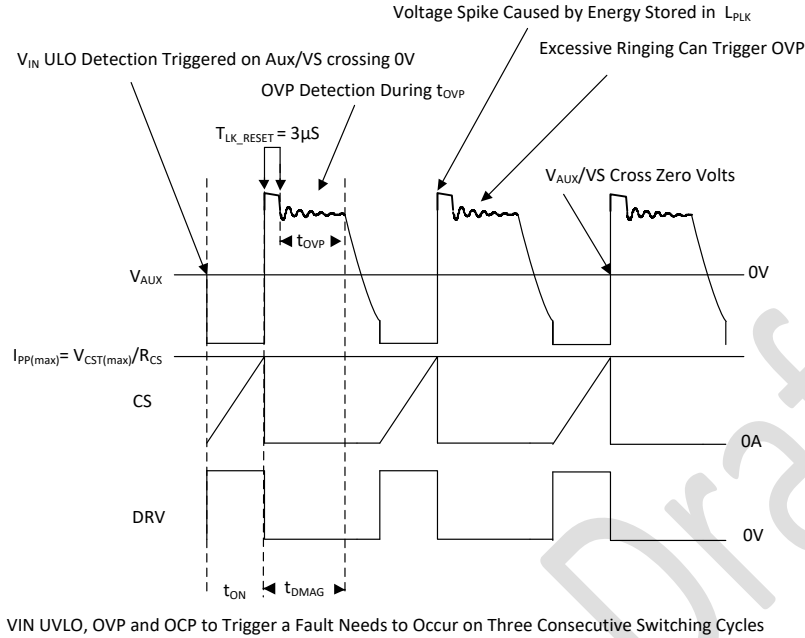 Voltage Spike Caused by Energy Stored in LPLK
VIN ULO Detection Triggered on Aux/VS crossing 0V
Excessive Ringing Can Trigger OVP
OVP Detection During tOVP
TLK_RESET = 3µS
VAUX/VS Cross Zero Volts
tOVP
VAUX
0V
IPP(max)= VCST(max)/RCS
CS
0A
DRV
0V
tON
tDMAG
VIN UVLO, OVP and OCP to Trigger a Fault Needs to Occur on Three Consecutive Switching Cycles
Draf